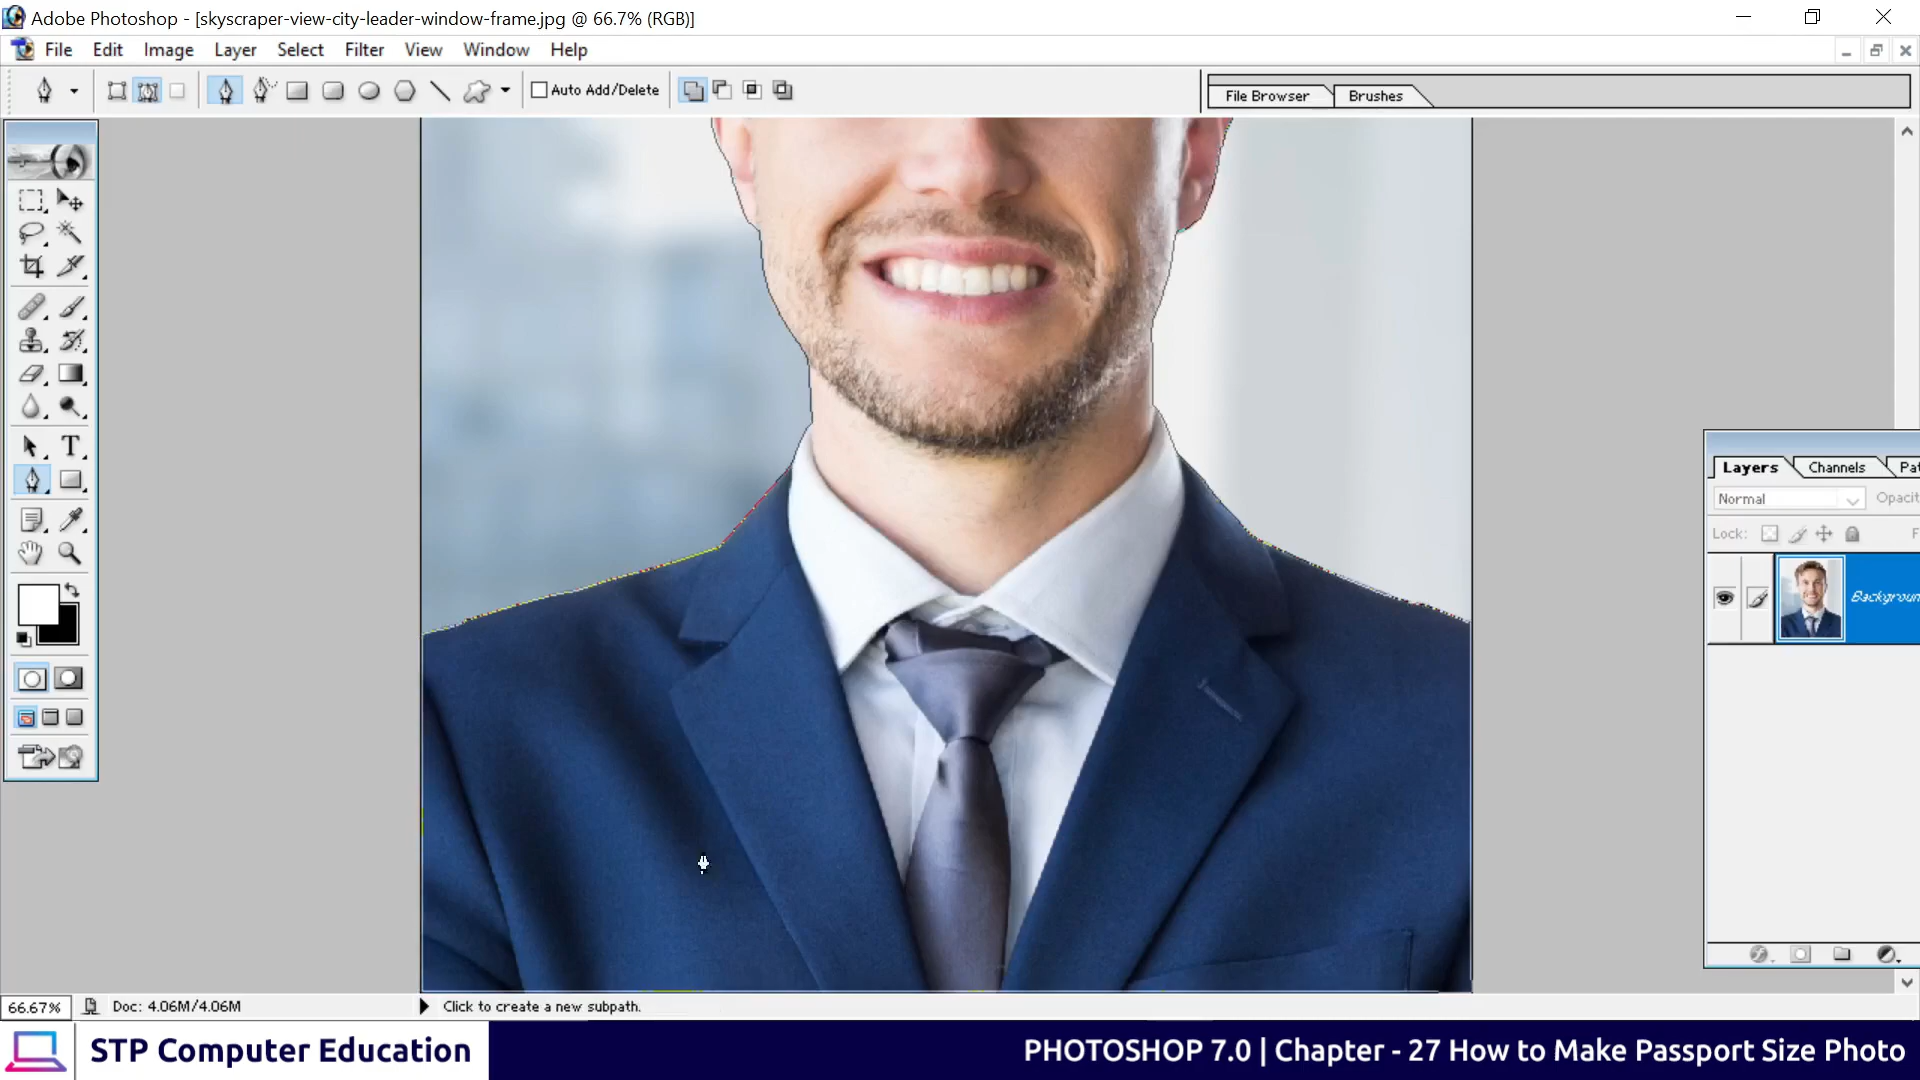 Adobe Photoshop - [skyscraper-view-city-leader-window-frame.jpg @ 66.7% (RGB)]
File Edit Image Layer Select Filter View Window Help
Auto Add/Delete
File Browser
Brushes
T
Layers
Channels
Pat
Normal
Opacit
Lock:
F
Backgroun
66.67%
Doc: 4.06M/4.06M
Click to create a new subpath.
STP Computer Education
PHOTOSHOP 7.0 | Chapter - 27 How to Make Passport Size Photo